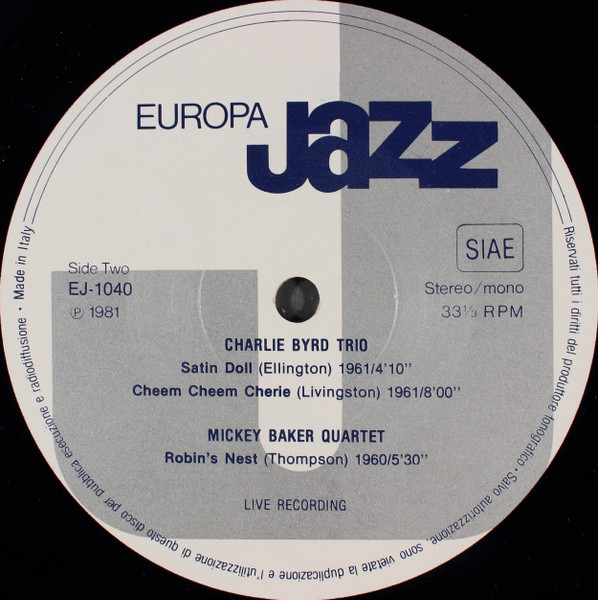 EUROPA Jazz
SIAE
Side Two
EJ-1040
Ⓟ 1981
Stereo/mono
33⅓ RPM
CHARLIE BYRD TRIO
Satin Doll (Ellington) 1961/4'10''
Cheem Cheem Cherie (Livingston) 1961/8'00''
MICKEY BAKER QUARTET
Robin's Nest (Thompson) 1960/5'30''
LIVE RECORDING
Riservati tutti i diritti del produttore fonografico • Salvo autorizzazione, sono vietate la duplicazione e l'utilizzazione di questo disco per pubblica esecuzione e radiodiffusione • Made in Italy